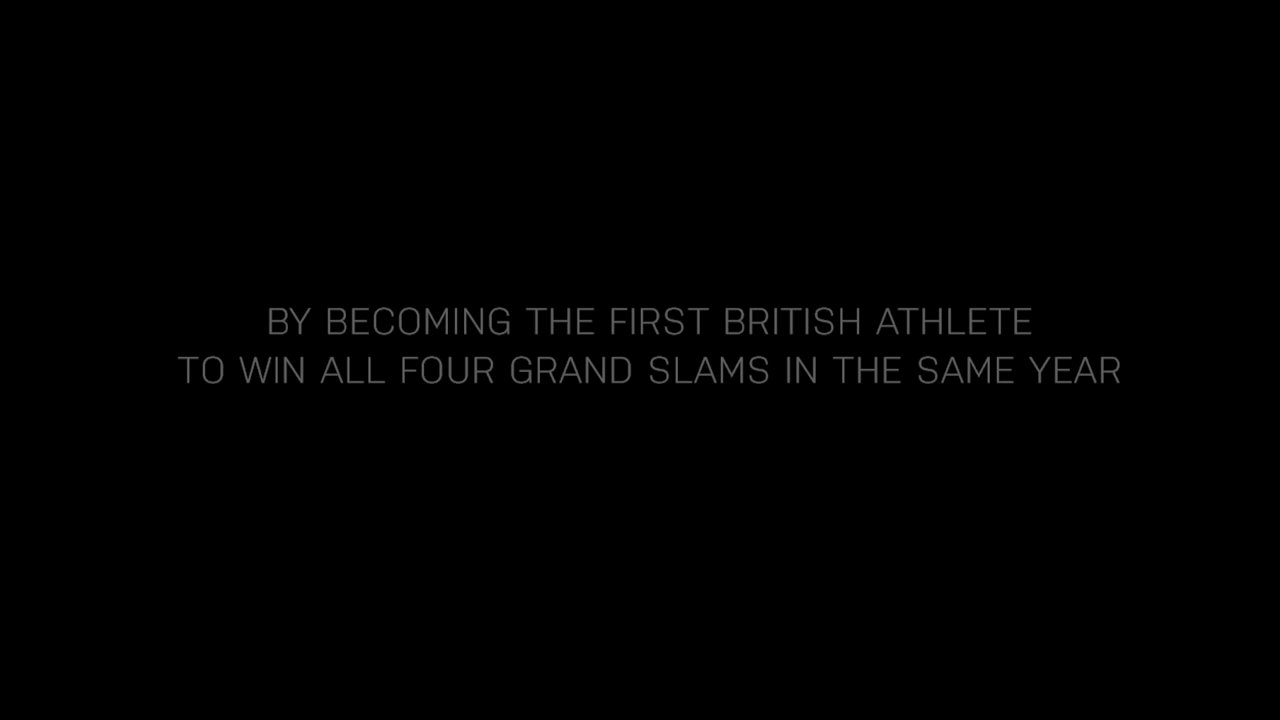 BY BECOMING THE FIRST BRITISH ATHLETE
TO WIN ALL FOUR GRAND SLAMS IN THE SAME YEAR